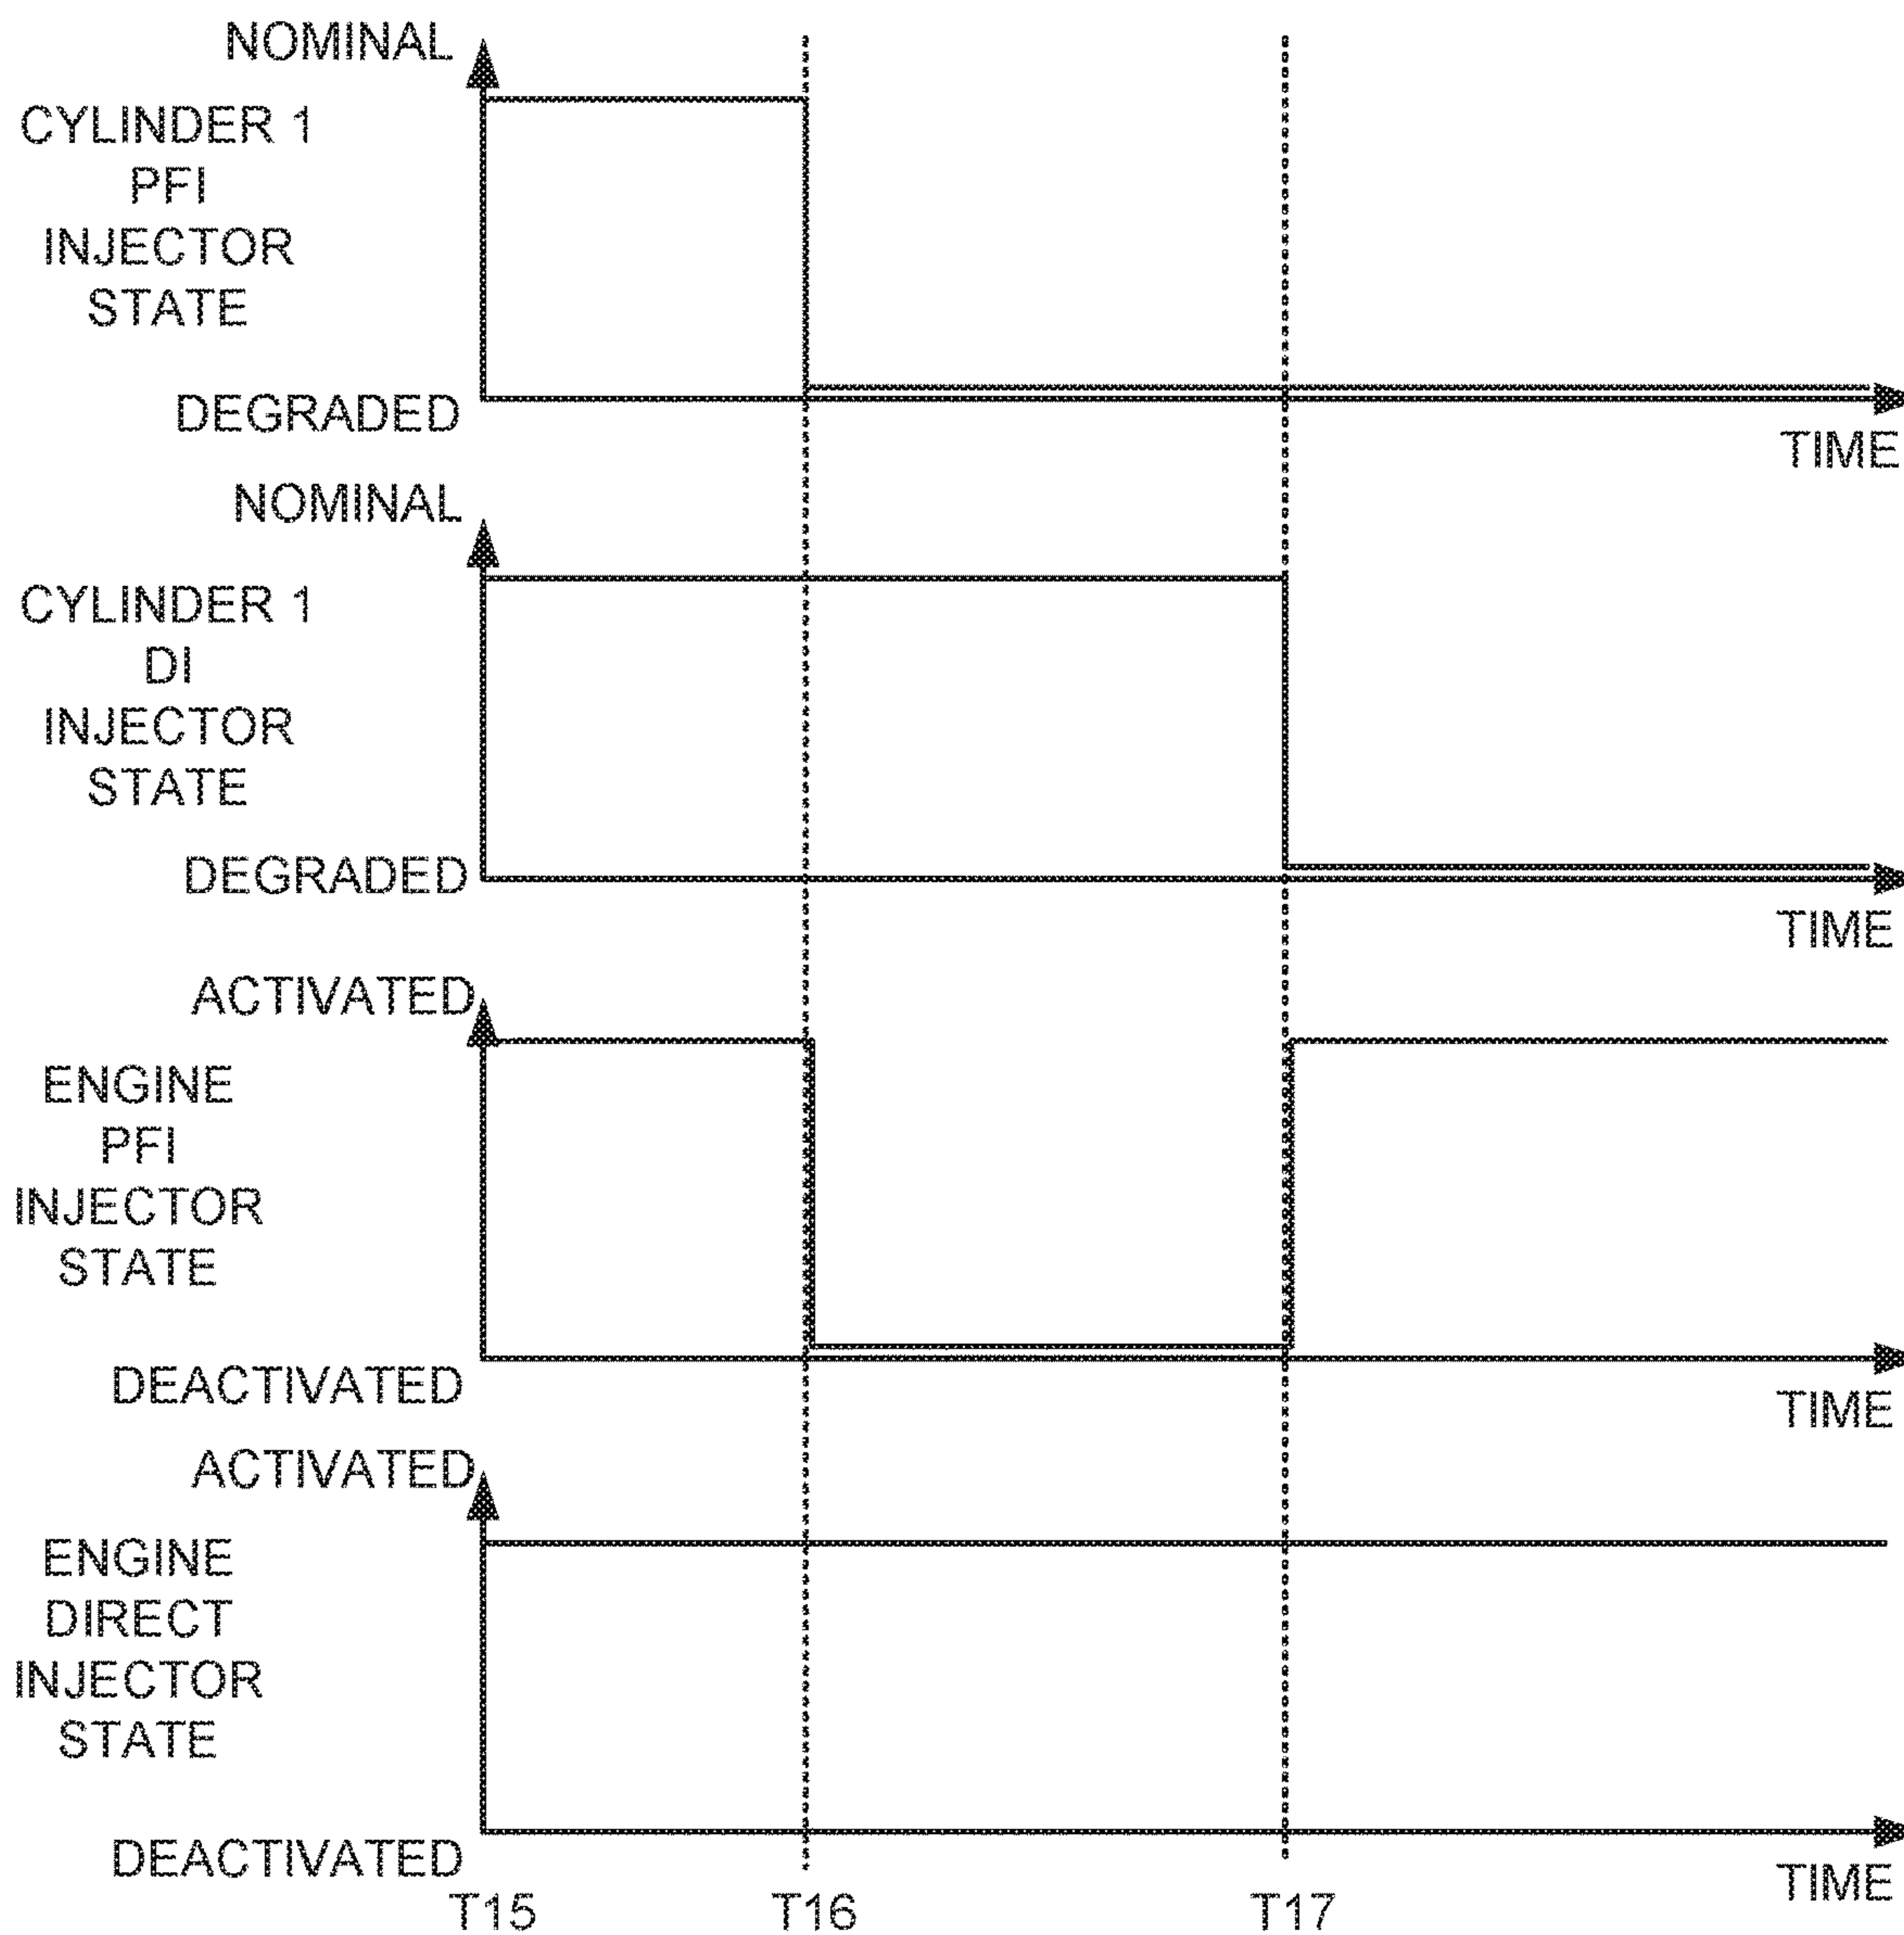 NOMINAL
CYLINDER 1
PFI
INJECTOR
STATE
DEGRADED
TIME
NOMINAL
CYLINDER 1
DI
INJECTOR
STATE
DEGRADED
TIME
ACTIVATED
ENGINE
PFI
INJECTOR
STATE
DEACTIVATED
TIME
ACTIVATED
ENGINE
DIRECT
INJECTOR
STATE
DEACTIVATED
TIME
T15
T16
T17